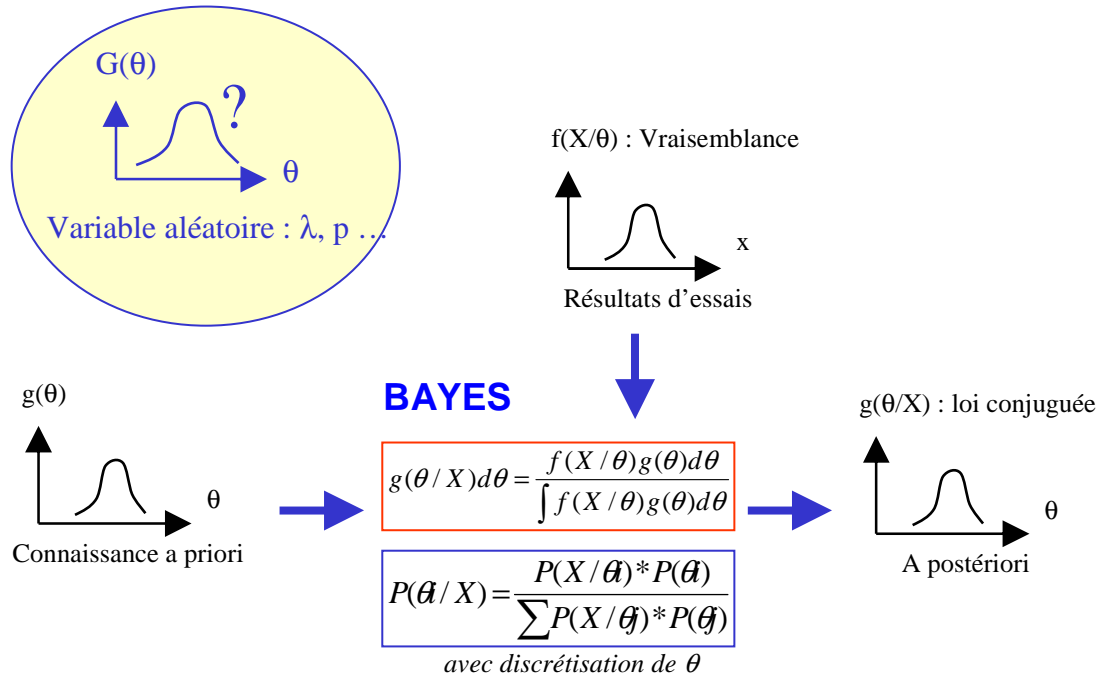 G(θ)
?
θ
Variable aléatoire : λ, p …
f(X/θ) : Vraisemblance
x
Résultats d’essais
BAYES
g(θ)
θ
Connaissance a priori
g(θ / X)dθ = f(X / θ)g(θ)dθ / ∫ f(X / θ)g(θ)dθ
P(θi / X) = P(X / θi)*P(θi) / ∑P(X / θj)*P(θj)
avec discrétisation de θ
g(θ/X) : loi conjuguée
θ
A postériori